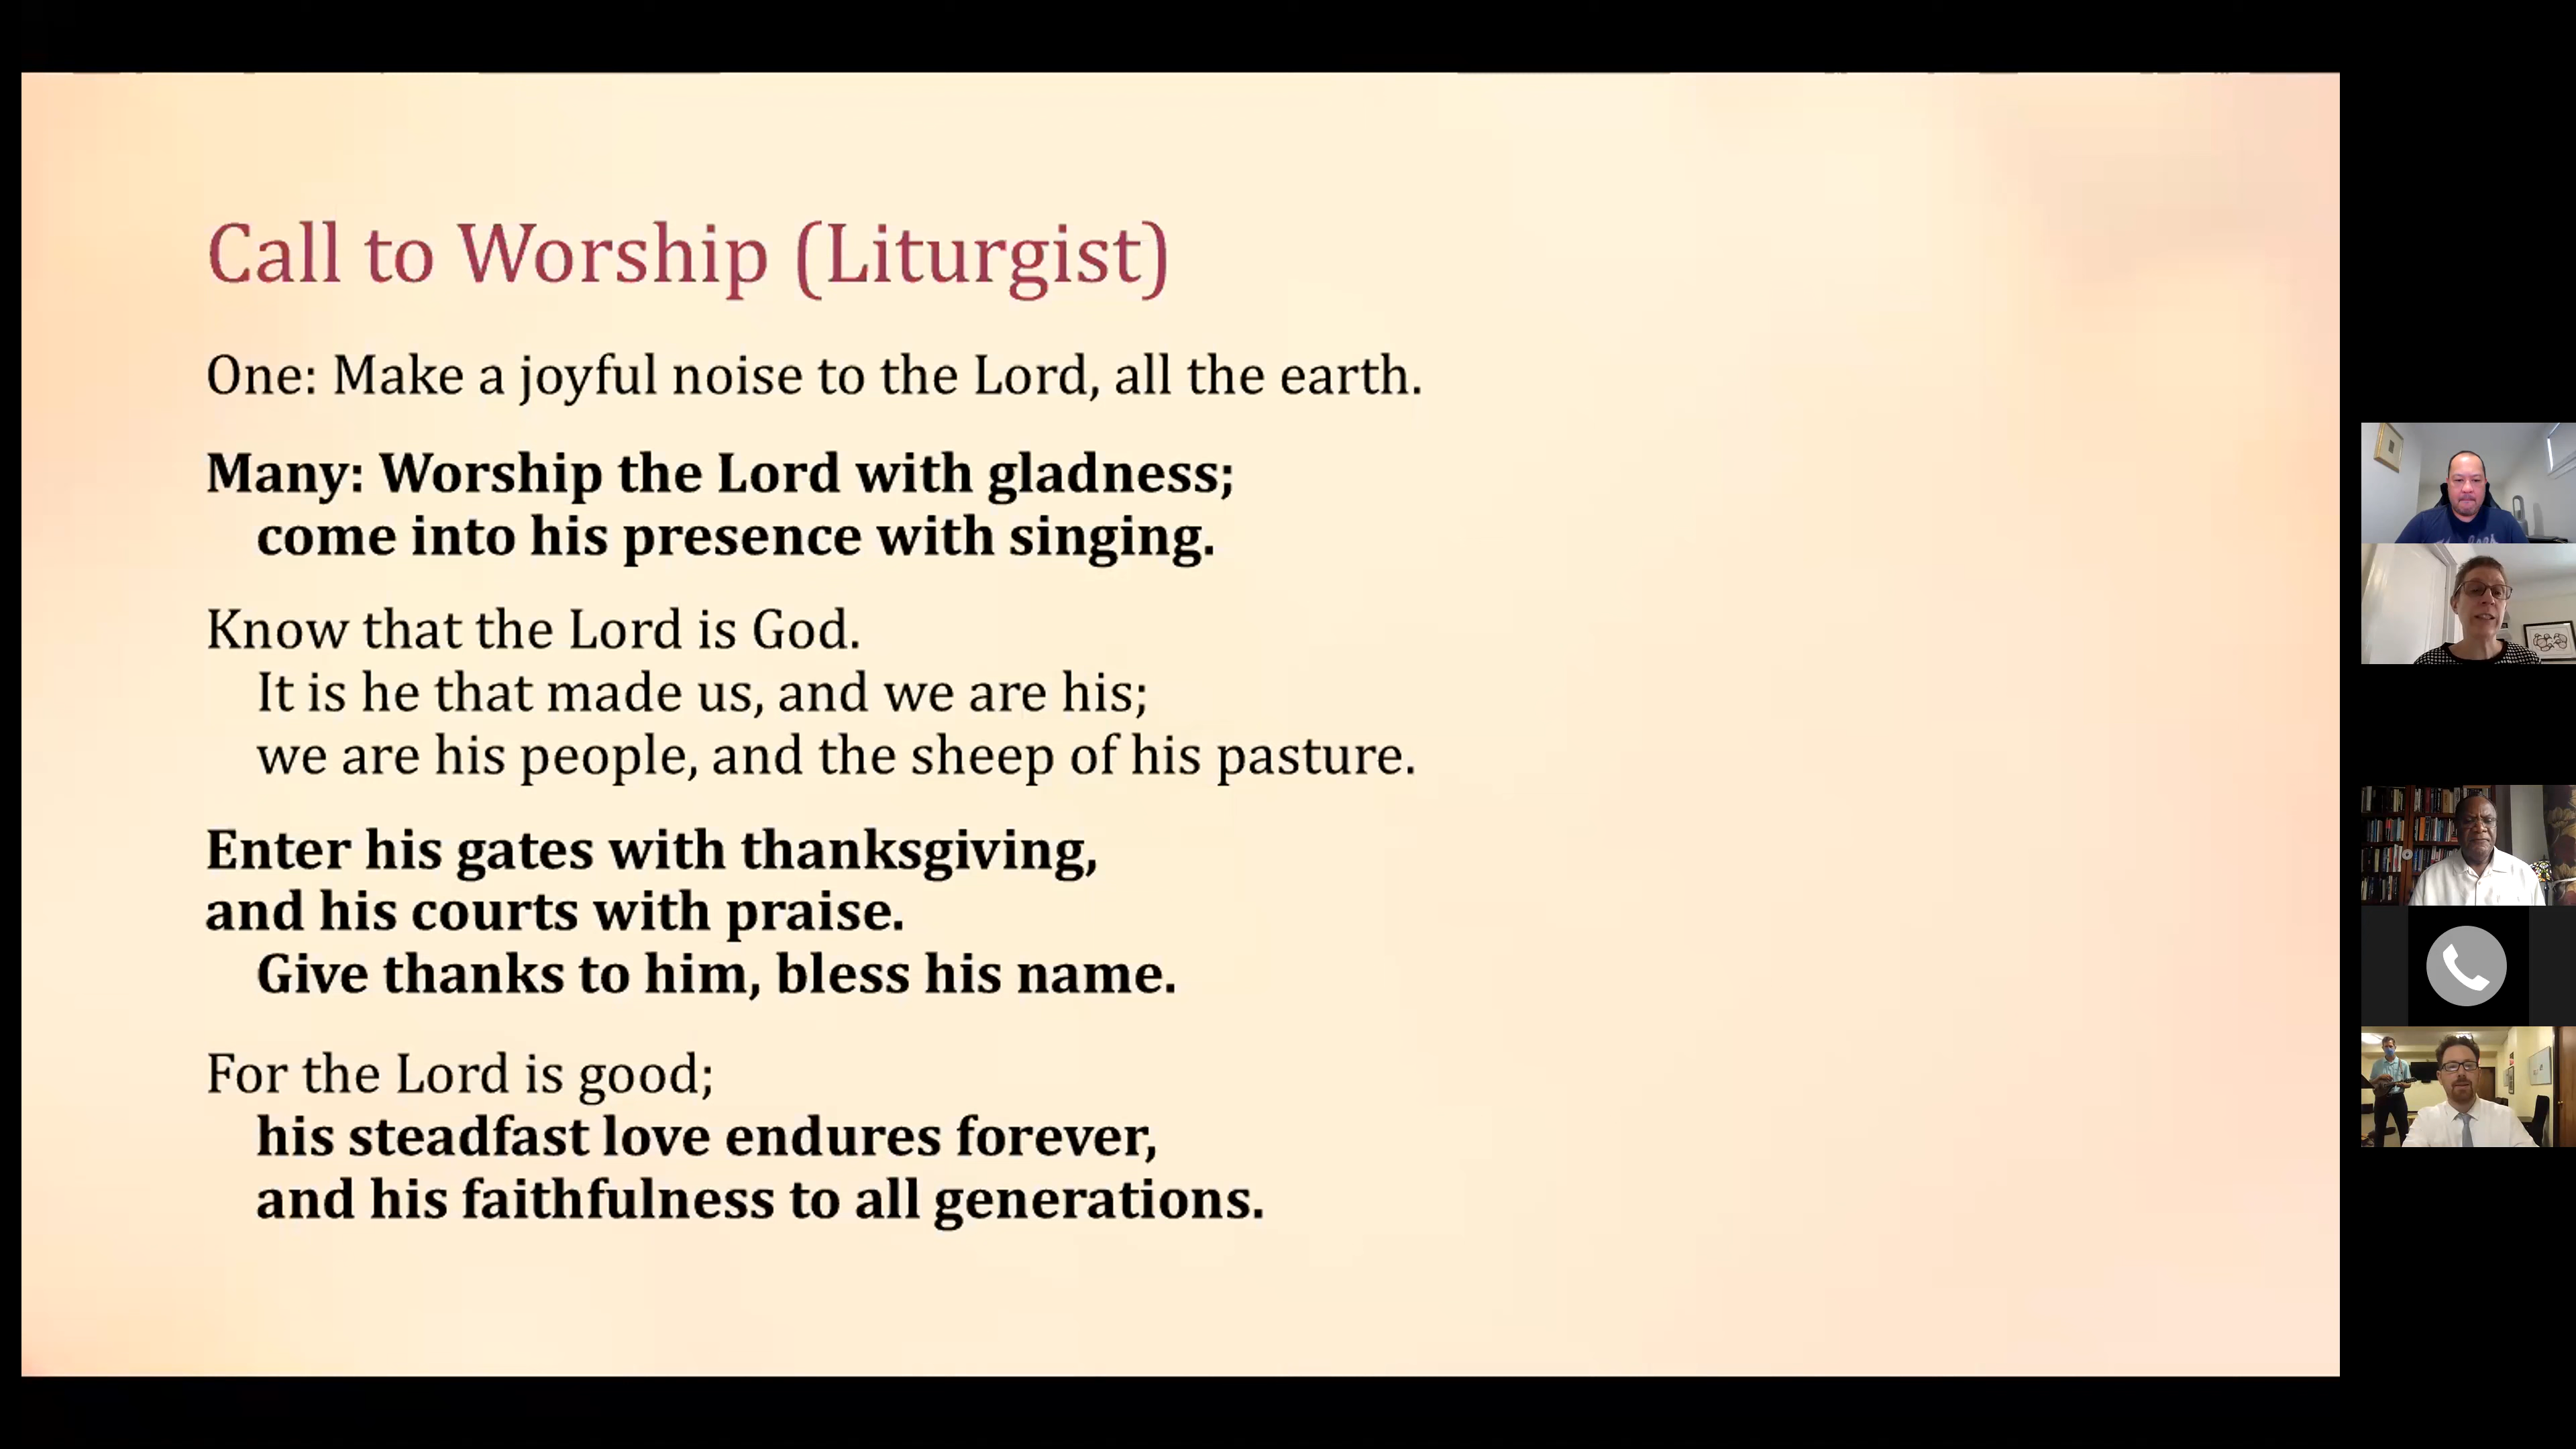 Call to Worship (Liturgist)
One: Make a joyful noise to the Lord, all the earth.
Many: Worship the Lord with gladness;
come into his presence with singing.
Know that the Lord is God.
It is he that made us, and we are his;
we are his people, and the sheep of his pasture.
Enter his gates with thanksgiving,
and his courts with praise.
Give thanks to him, bless his name.
For the Lord is good;
his steadfast love endures forever,
and his faithfulness to all generations.